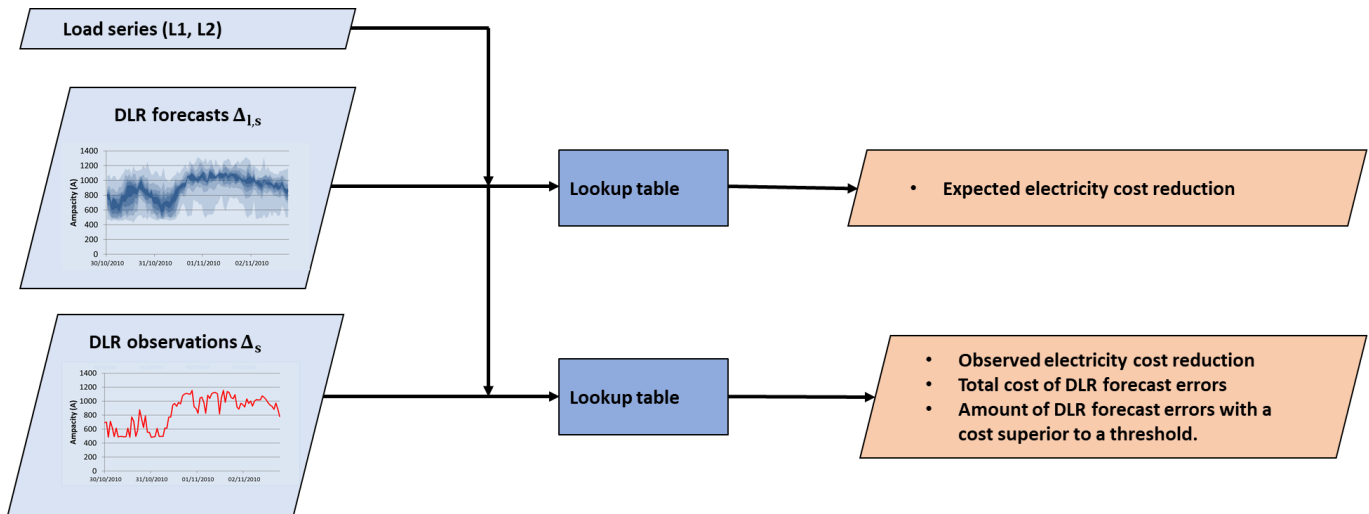 Load series (L1, L2)
DLR forecasts Δl,s
1400
1200
1000
800
600
400
200
0
Ampacity (A)
30/10/2010 31/10/2010 01/11/2010 02/11/2010
Lookup table
• Expected electricity cost reduction
DLR observations Δs
1400
1200
1000
800
600
400
200
0
Ampacity (A)
30/10/2010 31/10/2010 01/11/2010 02/11/2010
Lookup table
• Observed electricity cost reduction
• Total cost of DLR forecast errors
• Amount of DLR forecast errors with a
cost superior to a threshold.